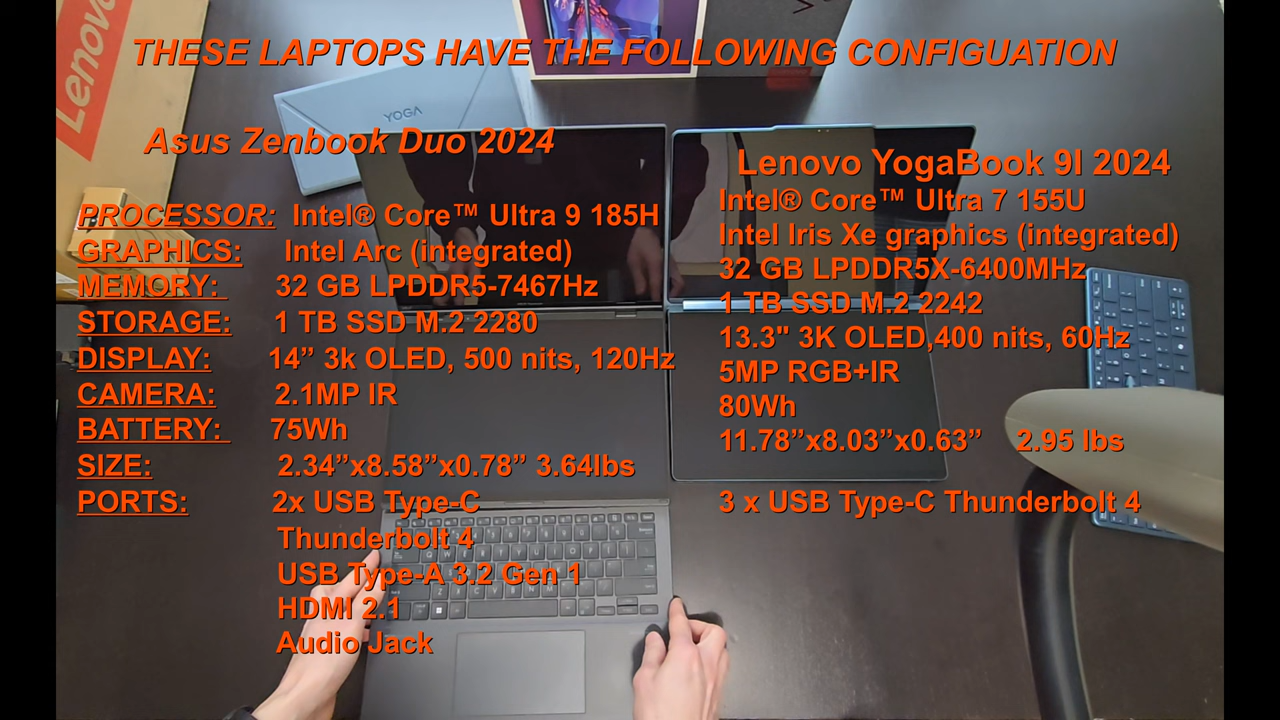 Lenovo
YOGA
THESE LAPTOPS HAVE THE FOLLOWING CONFIGUATION
Asus Zenbook Duo 2024
PROCESSOR: Intel® Core™ Ultra 9 185H
GRAPHICS: Intel Arc (integrated)
MEMORY: 32 GB LPDDR5-7467Hz
STORAGE: 1 TB SSD M.2 2280
DISPLAY: 14” 3k OLED, 500 nits, 120Hz
CAMERA: 2.1MP IR
BATTERY: 75Wh
SIZE: 2.34”x8.58”x0.78” 3.64lbs
PORTS: 2x USB Type-C
Thunderbolt 4
USB Type-A 3.2 Gen 1
HDMI 2.1
Audio Jack
Lenovo YogaBook 9I 2024
Intel® Core™ Ultra 7 155U
Intel Iris Xe graphics (integrated)
32 GB LPDDR5X-6400MHz
1 TB SSD M.2 2242
13.3" 3K OLED,400 nits, 60Hz
5MP RGB+IR
80Wh
11.78”x8.03”x0.63” 2.95 lbs
3 x USB Type-C Thunderbolt 4